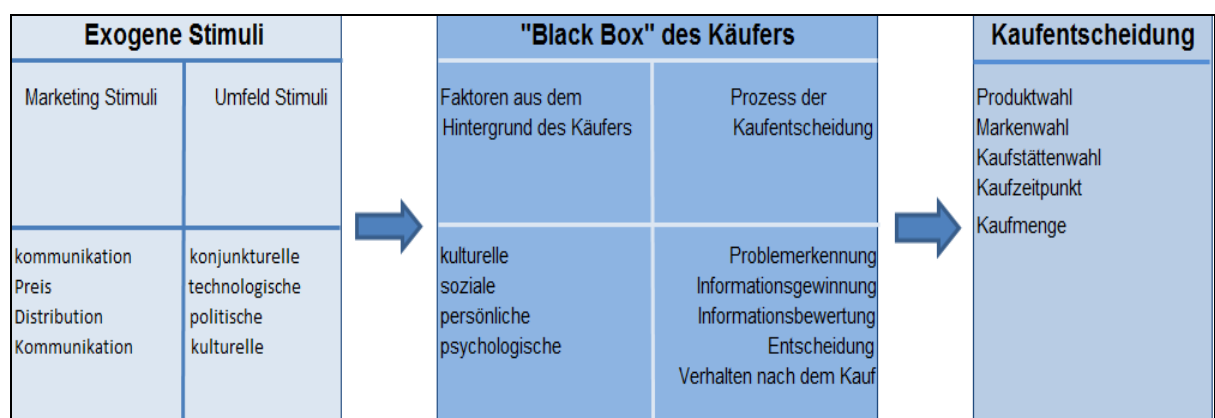 Exogene Stimuli
Marketing Stimuli
Umfeld Stimuli
kommunikation
Preis
Distribution
Kommunikation
konjunkturelle
technologische
politische
kulturelle
"Black Box" des Käufers
Faktoren aus dem
Hintergrund des Käufers
Prozess der
Kaufentscheidung
kulturelle
soziale
persönliche
psychologische
Problemerkennung
Informationsgewinnung
Informationsbewertung
Entscheidung
Verhalten nach dem Kauf
Kaufentscheidung
Produktwahl
Markenwahl
Kaufstättenwahl
Kaufzeitpunkt
Kaufmenge